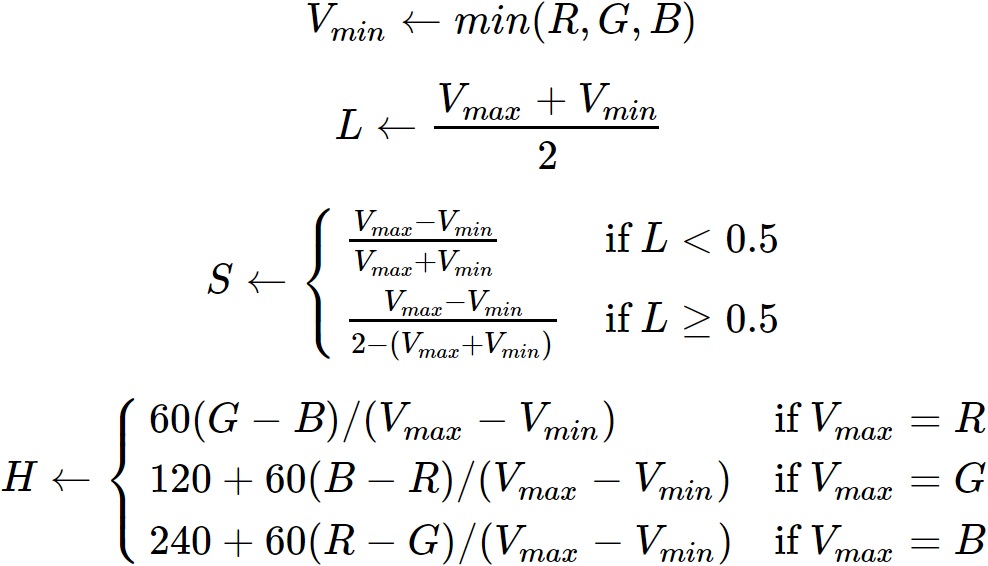 V_min ← min(R, G, B)
L ← (V_max + V_min) / 2
S ← { (V_max − V_min) / (V_max + V_min) if L < 0.5
(V_max − V_min) / (2 − (V_max + V_min)) if L ≥ 0.5
H ← { 60(G − B)/(V_max − V_min) if V_max = R
120 + 60(B − R)/(V_max − V_min) if V_max = G
240 + 60(R − G)/(V_max − V_min) if V_max = B